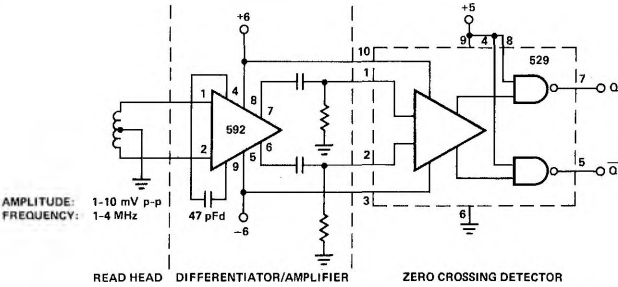 +6
+5
9 4 8
10
529
1
7
Q
1
4
8
7
592
2
9
5
6
2
5
Q̅
47 pFd
−6
3
6
AMPLITUDE: 1-10 mV p-p
FREQUENCY: 1-4 MHz
READ HEAD DIFFERENTIATOR/AMPLIFIER ZERO CROSSING DETECTOR